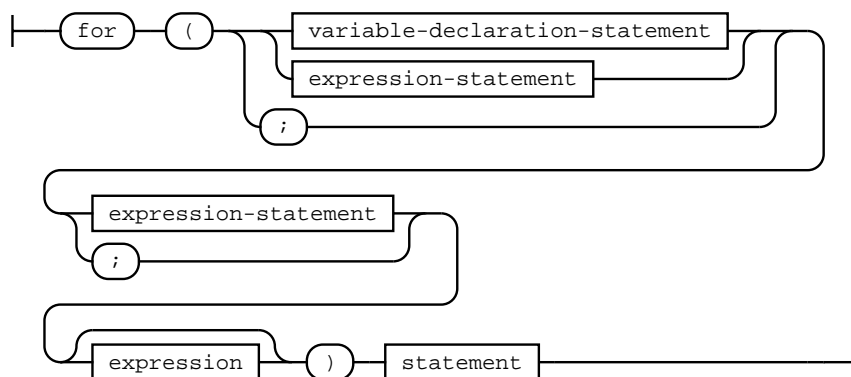 for ( variable-declaration-statement
expression-statement
;
expression-statement
;
expression ) statement